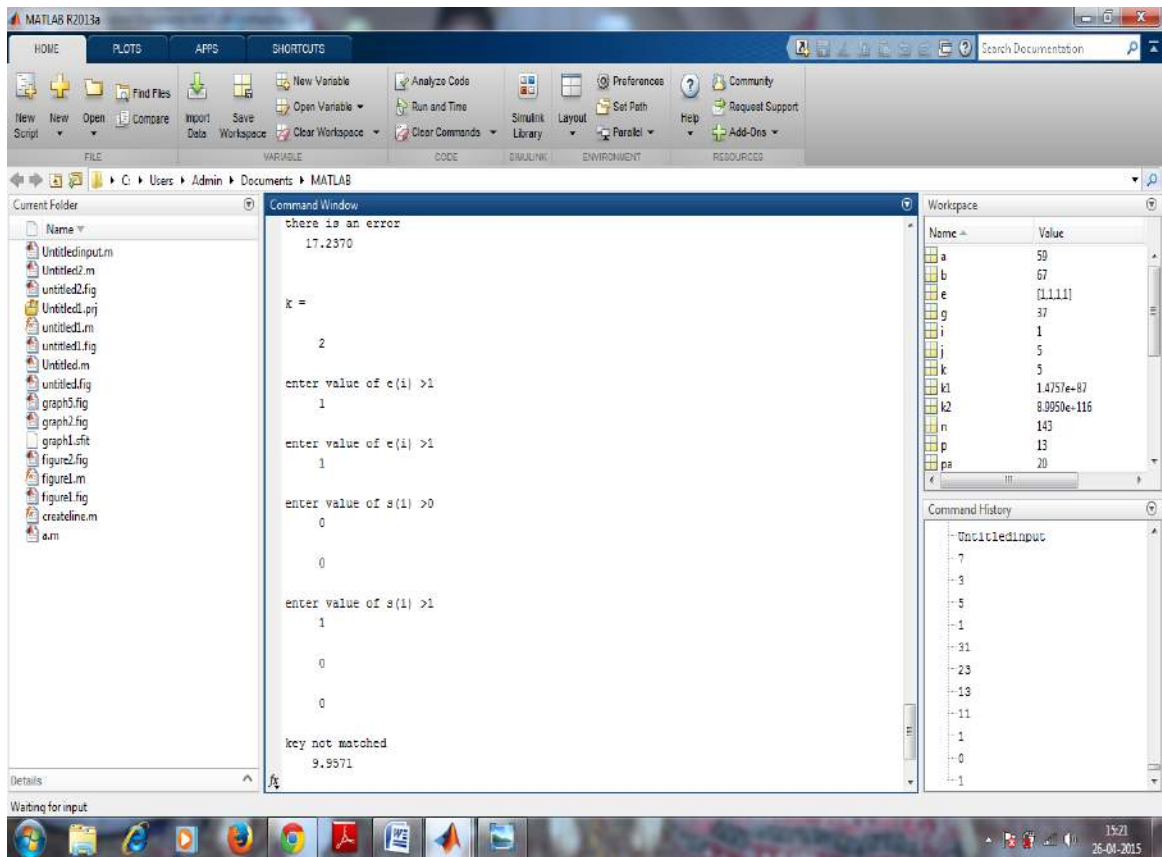 MATLAB R2013a
HOME PLOTS APPS SHORTCUTS
Search Documentation
New Script
New
Open
Find Files
Compare
Import Data
Save Workspace
New Variable
Open Variable
Clear Workspace
Analyze Code
Run and Time
Clear Commands
Simulink Library
Layout
Preferences
Set Path
Parallel
Help
Community
Request Support
Add-Ons
FILE VARIABLE CODE SIMULINK ENVIRONMENT RESOURCES
C: Users Admin Documents MATLAB
Current Folder
Name
Untitledinput.m
Untitled2.m
untitled2.fig
Untitled1.prj
untitled1.m
untitled1.fig
Untitled.m
untitled.fig
graph5.fig
graph2.fig
graph1.sfit
figure2.fig
figure1.m
figure1.fig
createline.m
a.m
Details
Command Window
there is an error
17.2370
k =
2
enter value of e(i) >1
1
enter value of e(i) >1
1
enter value of s(i) >0
0
0
enter value of s(i) >1
1
0
0
key not matched
9.9571
fx
Workspace
Name Value
a 59
b 67
e [1,1,1,1]
g 37
i 1
j 5
k 5
k1 1.4757e+87
k2 8.9950e+116
n 143
p 13
pa 20
Command History
Untitledinput
7
3
5
1
31
23
13
11
1
0
1
Waiting for input
15:21
26-04-2015